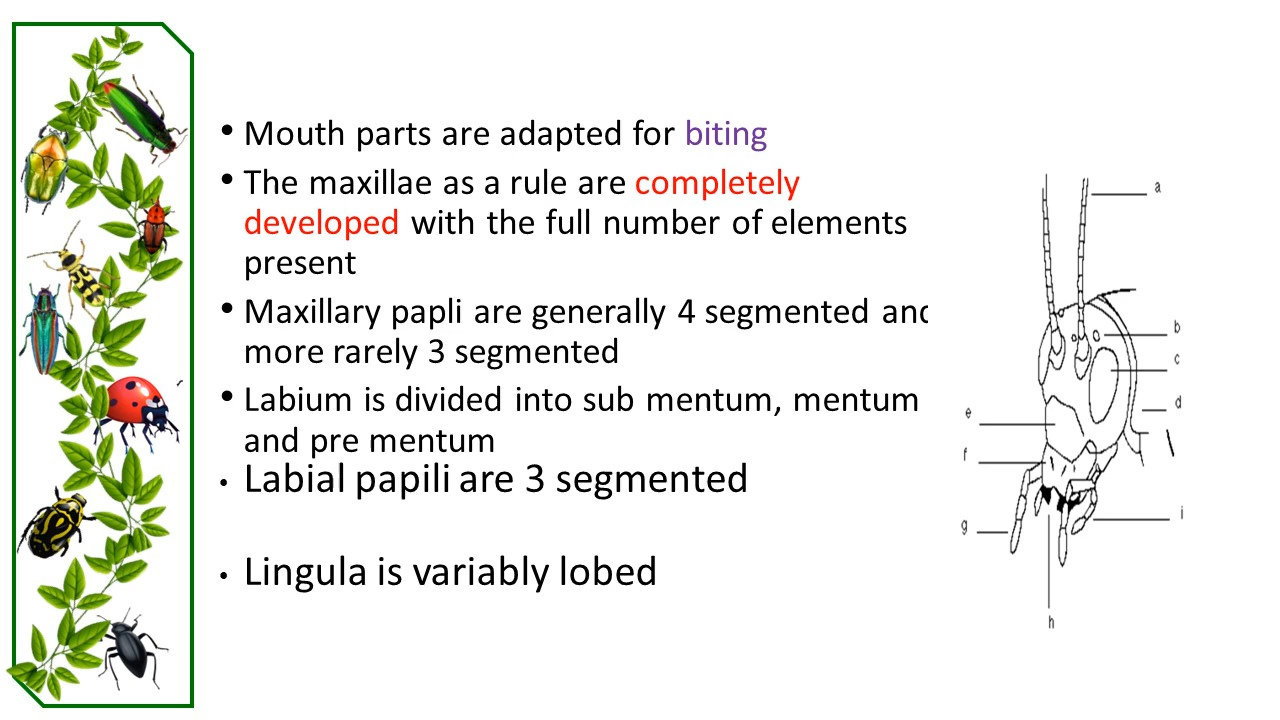 • Mouth parts are adapted for biting
• The maxillae as a rule are completely
developed with the full number of elements
present
• Maxillary papli are generally 4 segmented and
more rarely 3 segmented
• Labium is divided into sub mentum, mentum
and pre mentum
• Labial papili are 3 segmented
• Lingula is variably lobed
a
b
c
d
e
f
g
i
h